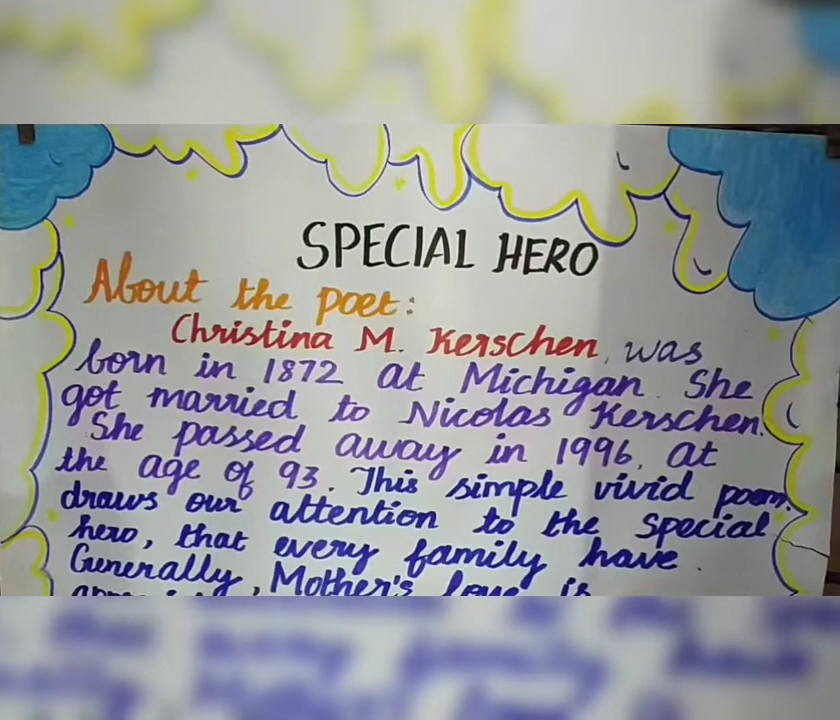 SPECIAL HERO
About the poet:
Christina M. Kerschen, was
born in 1872 at Michigan. She
got married to Nicolas Kerschen.
She passed away in 1996, at
the age of 93. This simple vivid poem
draws our attention to the special
hero, that every family have.
Generally, Mother's love is